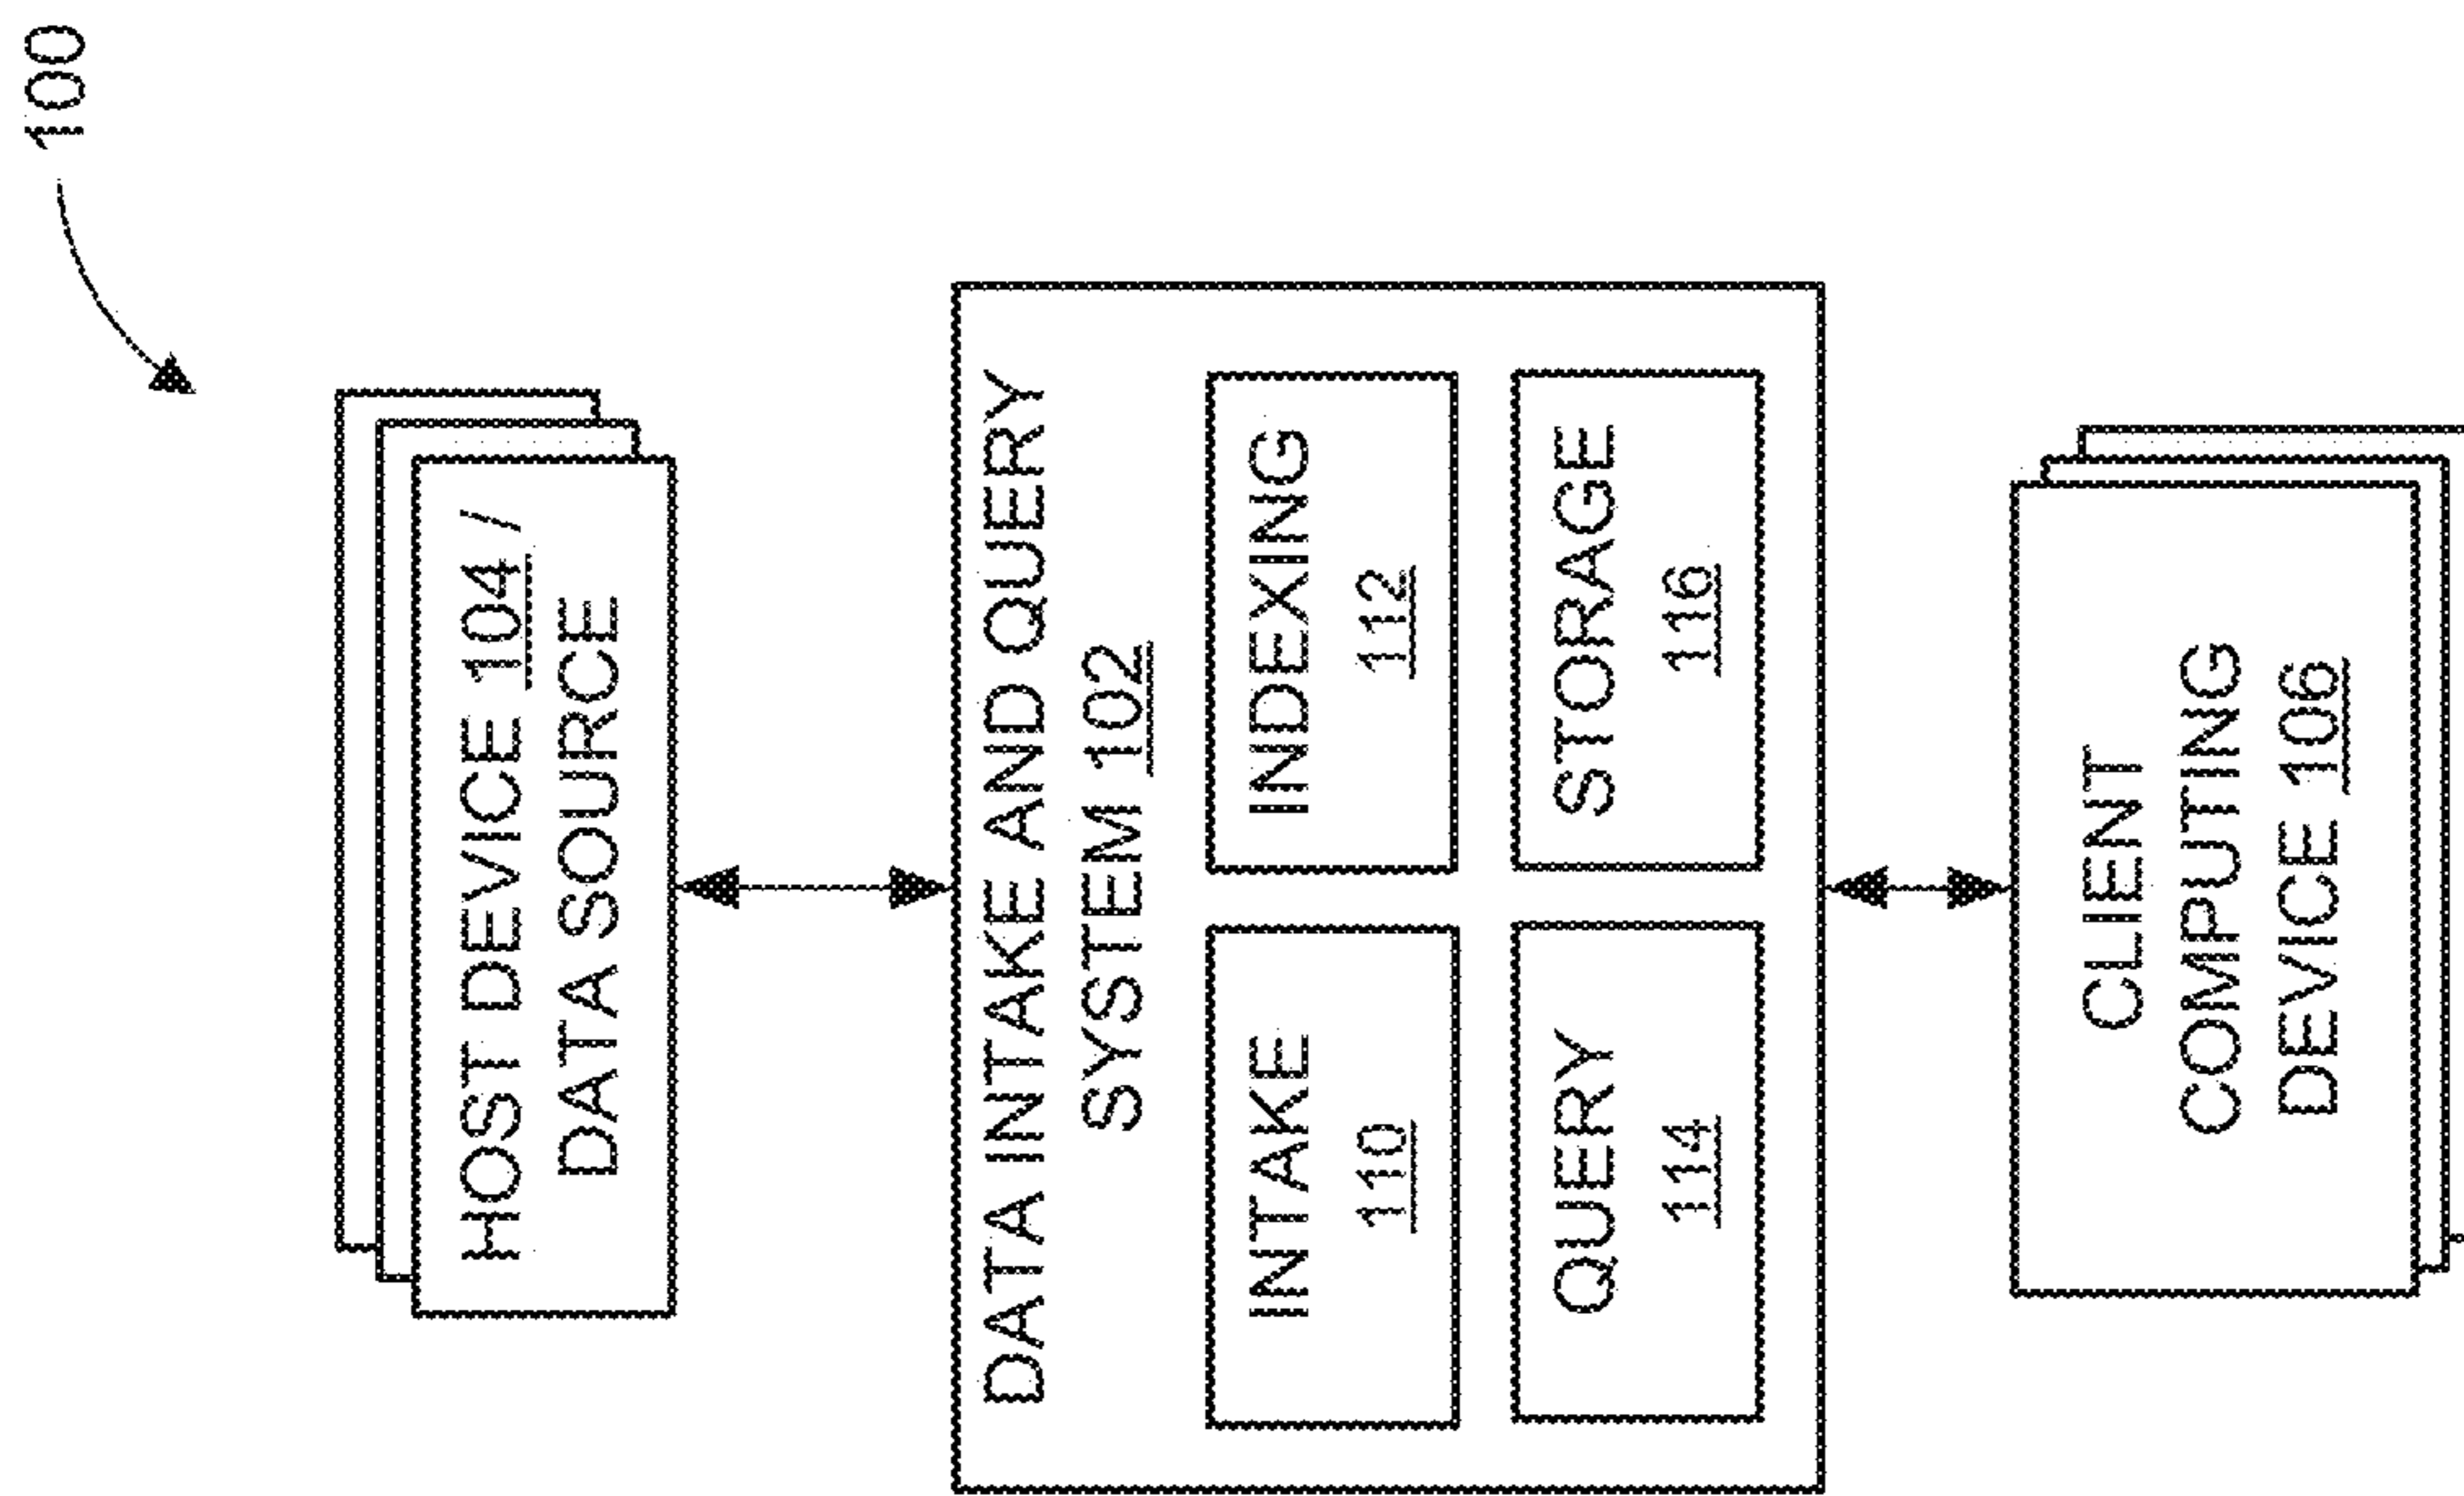 100
HOST DEVICE 104 /
DATA SOURCE
DATA INTAKE AND QUERY
SYSTEM 102
INTAKE
110
INDEXING
112
QUERY
114
STORAGE
116
CLIENT
COMPUTING
DEVICE 106